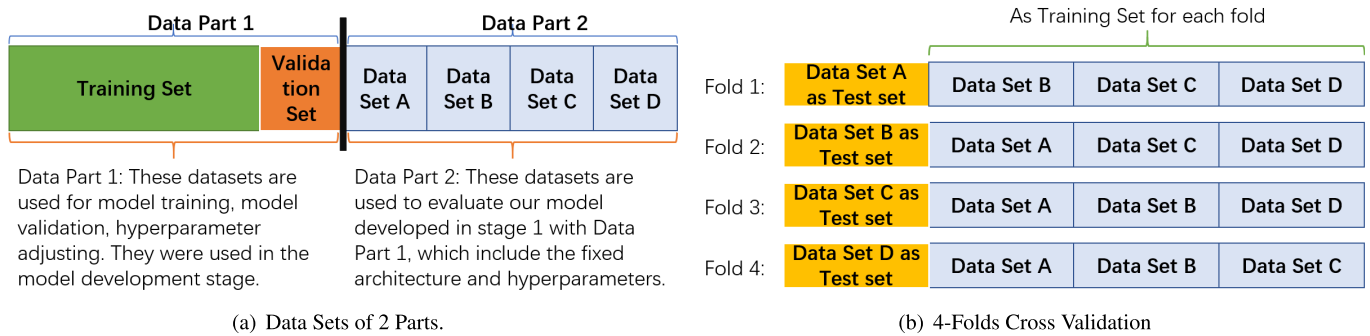 Data Part 1
Data Part 2
Training Set
Valida
tion
Set
Data
Set A
Data
Set B
Data
Set C
Data
Set D
Data Part 1: These datasets are
used for model training, model
validation, hyperparameter
adjusting. They were used in the
model development stage.
Data Part 2: These datasets are
used to evaluate our model
developed in stage 1 with Data
Part 1, which include the fixed
architecture and hyperparameters.
(a) Data Sets of 2 Parts.
As Training Set for each fold
Fold 1:
Data Set A
as Test set
Data Set B
Data Set C
Data Set D
Fold 2:
Data Set B as
Test set
Data Set A
Data Set C
Data Set D
Fold 3:
Data Set C as
Test set
Data Set A
Data Set B
Data Set D
Fold 4:
Data Set D as
Test set
Data Set A
Data Set B
Data Set C
(b) 4-Folds Cross Validation